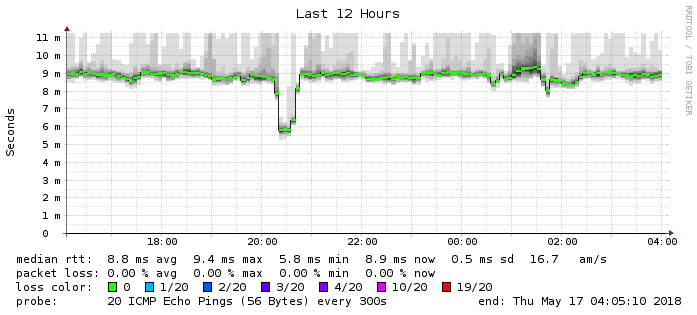 Last 12 Hours
RRDTOOL / TOBI OETIKER
Seconds
11 m
10 m
9 m
8 m
7 m
6 m
5 m
4 m
3 m
2 m
1 m
0
18:00 20:00 22:00 00:00 02:00 04:00
median rtt: 8.8 ms avg 9.4 ms max 5.8 ms min 8.9 ms now 0.5 ms sd 16.7 am/s
packet loss: 0.00 % avg 0.00 % max 0.00 % min 0.00 % now
loss color: 0 1/20 2/20 3/20 4/20 10/20 19/20
probe: 20 ICMP Echo Pings (56 Bytes) every 300s end: Thu May 17 04:05:10 2018